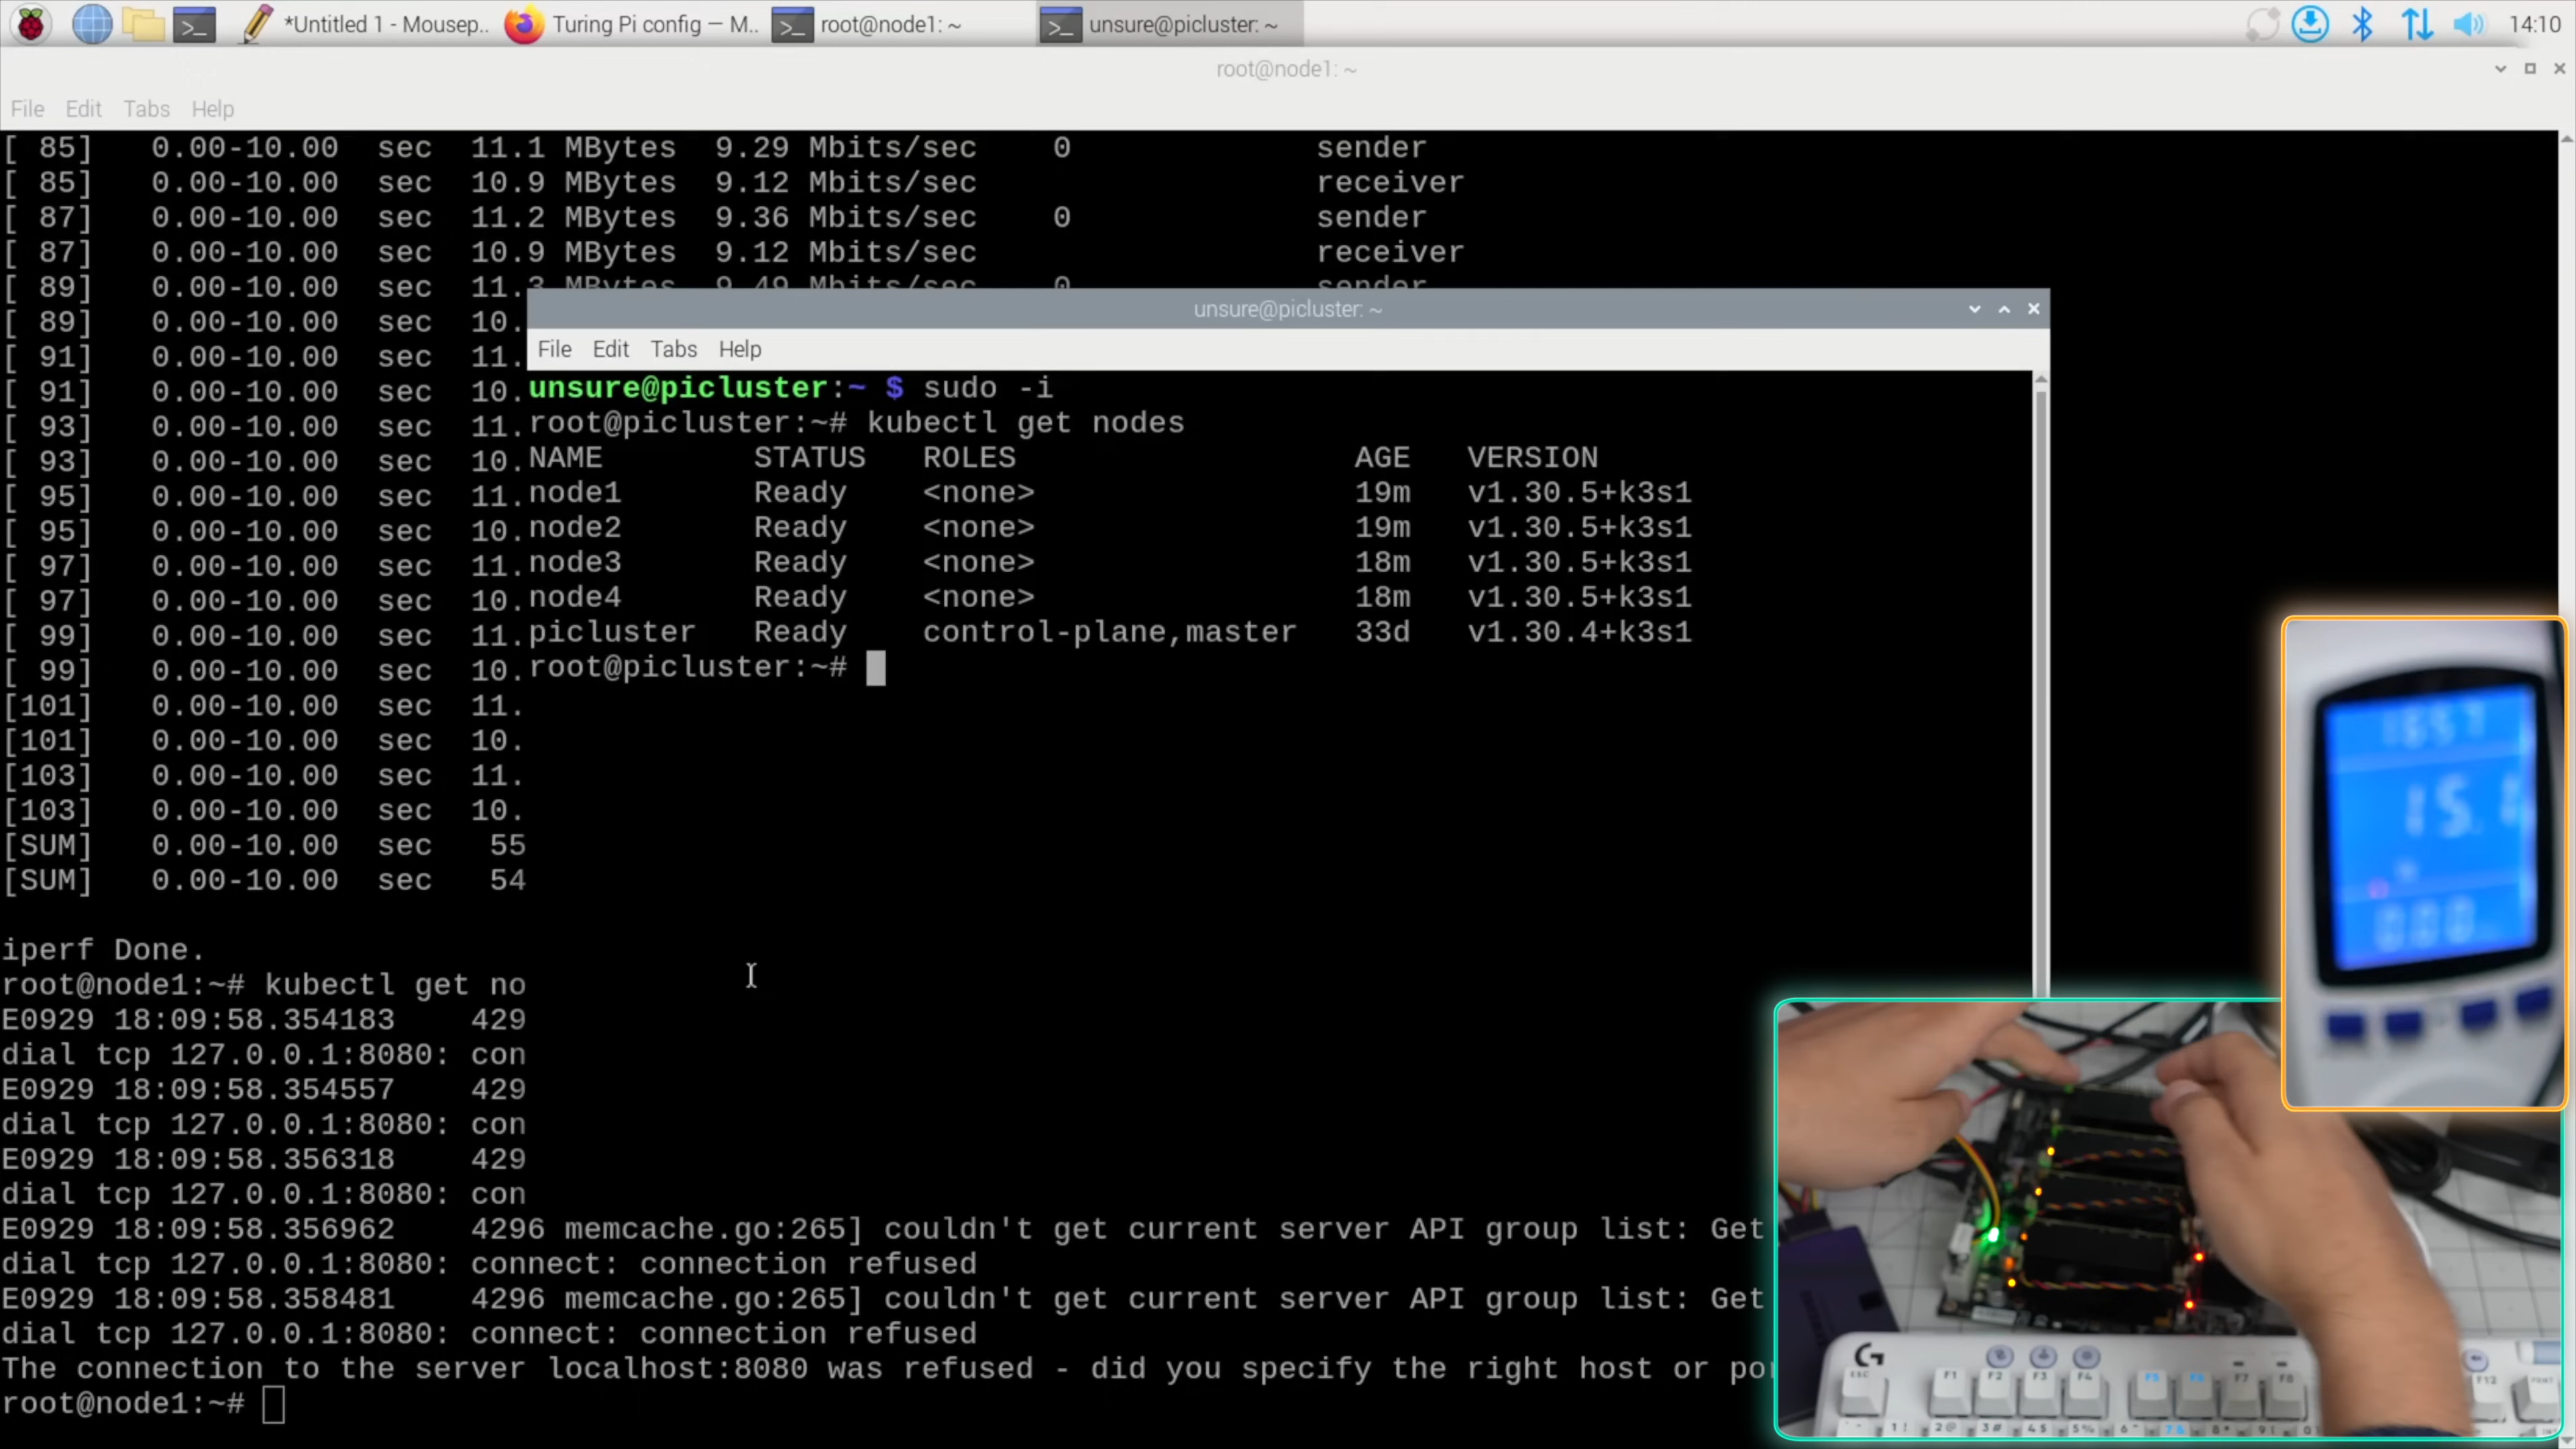 *Untitled 1 - Mousep..
Turing Pi config — M..
root@node1: ~
unsure@picluster: ~
14:10
root@node1: ~
File Edit Tabs Help
[ 85] 0.00-10.00 sec 11.1 MBytes 9.29 Mbits/sec 0 sender
[ 85] 0.00-10.00 sec 10.9 MBytes 9.12 Mbits/sec receiver
[ 87] 0.00-10.00 sec 11.2 MBytes 9.36 Mbits/sec 0 sender
[ 87] 0.00-10.00 sec 10.9 MBytes 9.12 Mbits/sec receiver
[ 89] 0.00-10.00 sec 11.3 MBytes 9.49 Mbits/sec 0 sender
[ 89] 0.00-10.00 sec 10.
[ 91] 0.00-10.00 sec 11.
[ 91] 0.00-10.00 sec 10.
[ 93] 0.00-10.00 sec 11.
[ 93] 0.00-10.00 sec 10.
[ 95] 0.00-10.00 sec 11.
[ 95] 0.00-10.00 sec 10.
[ 97] 0.00-10.00 sec 11.
[ 97] 0.00-10.00 sec 10.
[ 99] 0.00-10.00 sec 11.
[ 99] 0.00-10.00 sec 10.
[101] 0.00-10.00 sec 11.
[101] 0.00-10.00 sec 10.
[103] 0.00-10.00 sec 11.
[103] 0.00-10.00 sec 10.
[SUM] 0.00-10.00 sec 55
[SUM] 0.00-10.00 sec 54
iperf Done.
root@node1:~# kubectl get no
E0929 18:09:58.354183 429
dial tcp 127.0.0.1:8080: con
E0929 18:09:58.354557 429
dial tcp 127.0.0.1:8080: con
E0929 18:09:58.356318 429
dial tcp 127.0.0.1:8080: con
E0929 18:09:58.356962 4296 memcache.go:265] couldn't get current server API group list: Get
dial tcp 127.0.0.1:8080: connect: connection refused
E0929 18:09:58.358481 4296 memcache.go:265] couldn't get current server API group list: Get
dial tcp 127.0.0.1:8080: connect: connection refused
The connection to the server localhost:8080 was refused - did you specify the right host or por
root@node1:~#
unsure@picluster: ~
File Edit Tabs Help
unsure@picluster:~ $ sudo -i
root@picluster:~# kubectl get nodes
NAME STATUS ROLES AGE VERSION
node1 Ready <none> 19m v1.30.5+k3s1
node2 Ready <none> 19m v1.30.5+k3s1
node3 Ready <none> 18m v1.30.5+k3s1
node4 Ready <none> 18m v1.30.5+k3s1
picluster Ready control-plane,master 33d v1.30.4+k3s1
root@picluster:~#
G
ESC F1 F2 F3 F4 F5 F6 F7 F8 F12